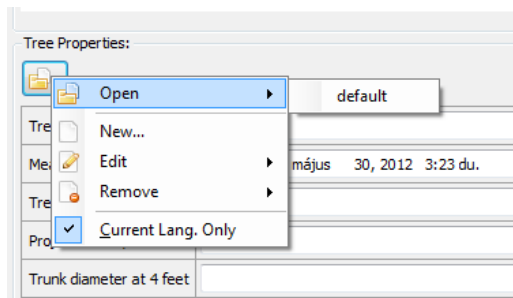 Tree Properties:
Open
default
New...
Edit
Remove
Current Lang. Only
Tre
Mea
május 30, 2012 3:23 du.
Tre
Pro
Trunk diameter at 4 feet